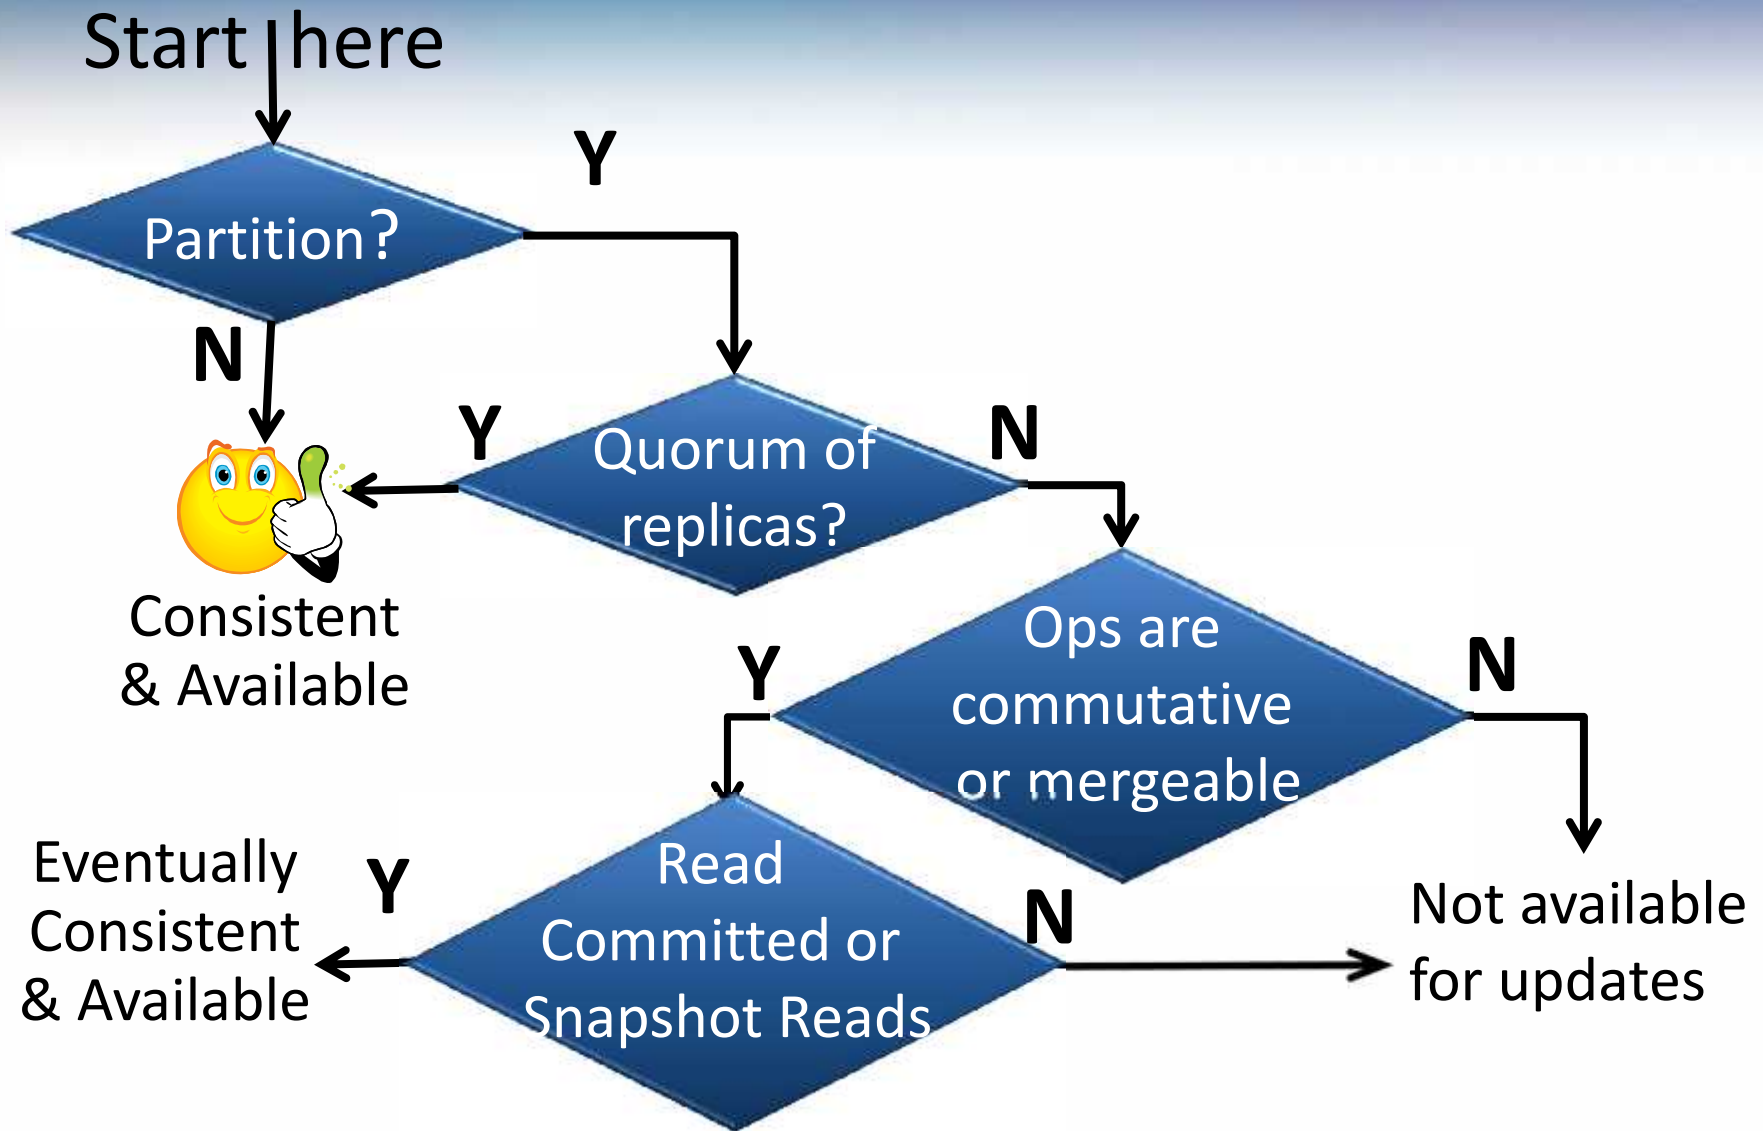 Start here
Y
Partition?
N
Y
Quorum of
replicas?
N
Consistent
& Available
Y
Ops are
commutative
or mergeable
N
Eventually
Consistent
& Available
Y
Read
Committed or
Snapshot Reads
N
Not available
for updates